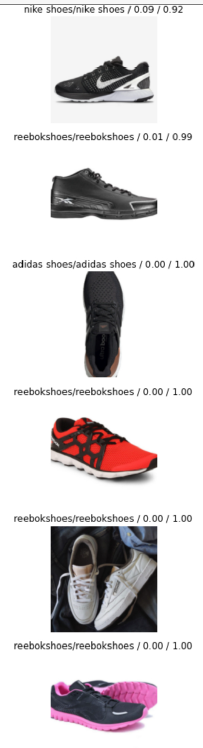 nike shoes/nike shoes / 0.09 / 0.92
reebokshoes/reebokshoes / 0.01 / 0.99
adidas shoes/adidas shoes / 0.00 / 1.00
reebokshoes/reebokshoes / 0.00 / 1.00
reebokshoes/reebokshoes / 0.00 / 1.00
reebokshoes/reebokshoes / 0.00 / 1.00